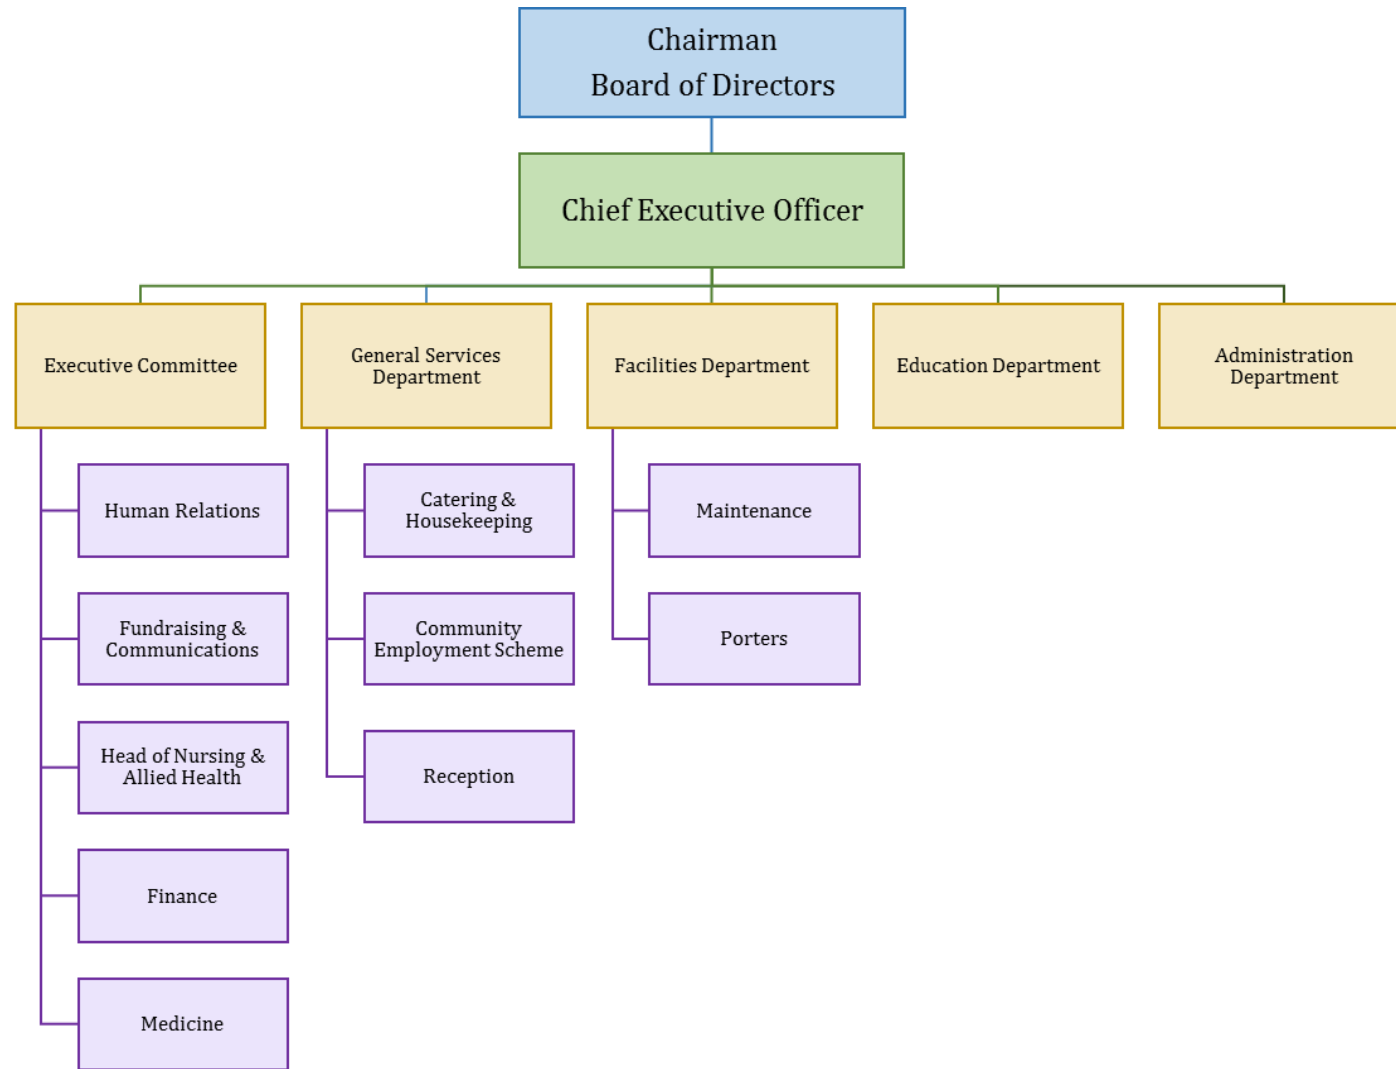 Chairman
Board of Directors
Chief Executive Officer
Executive Committee
General Services
Department
Facilities Department
Education Department
Administration
Department
Human Relations
Fundraising &
Communications
Head of Nursing &
Allied Health
Finance
Medicine
Catering &
Housekeeping
Community
Employment Scheme
Reception
Maintenance
Porters